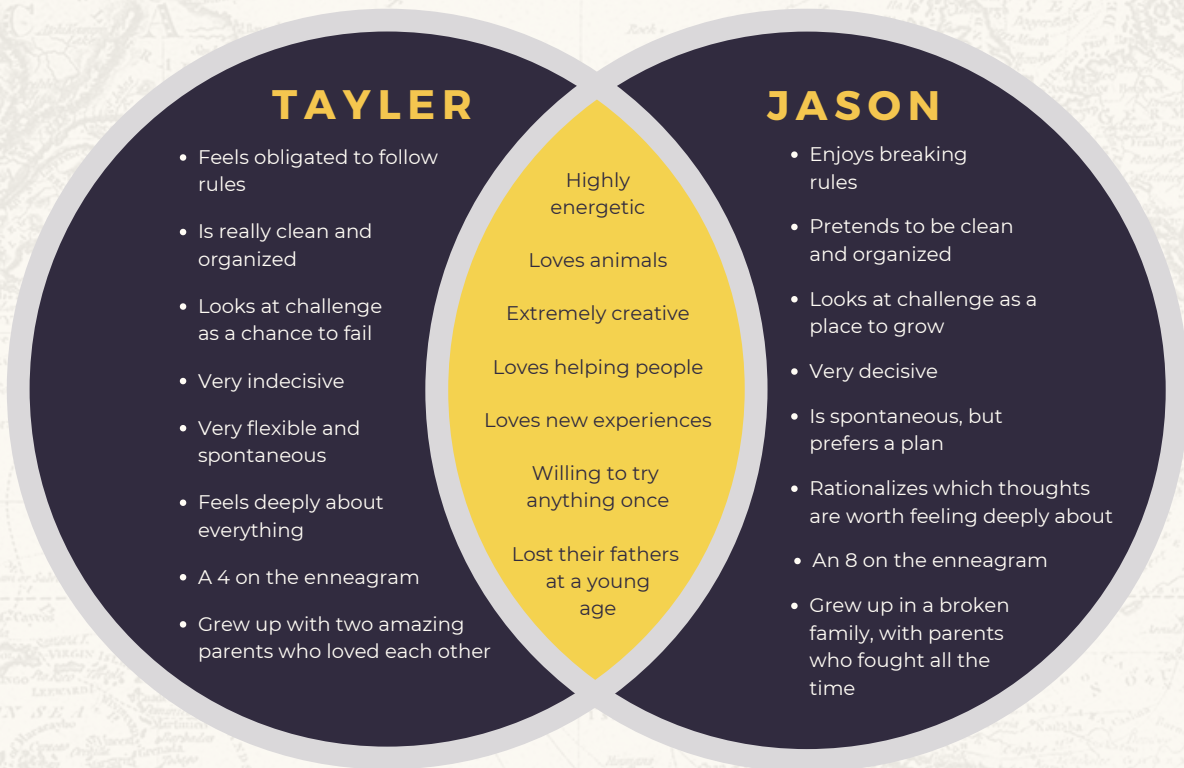 TAYLER
• Feels obligated to follow
rules
• Is really clean and
organized
• Looks at challenge
as a chance to fail
• Very indecisive
• Very flexible and
spontaneous
• Feels deeply about
everything
• A 4 on the enneagram
• Grew up with two amazing
parents who loved each other
Highly
energetic
Loves animals
Extremely creative
Loves helping people
Loves new experiences
Willing to try
anything once
Lost their fathers
at a young
age
JASON
• Enjoys breaking
rules
• Pretends to be clean
and organized
• Looks at challenge as a
place to grow
• Very decisive
• Is spontaneous, but
prefers a plan
• Rationalizes which thoughts
are worth feeling deeply about
• An 8 on the enneagram
• Grew up in a broken
family, with parents
who fought all the
time